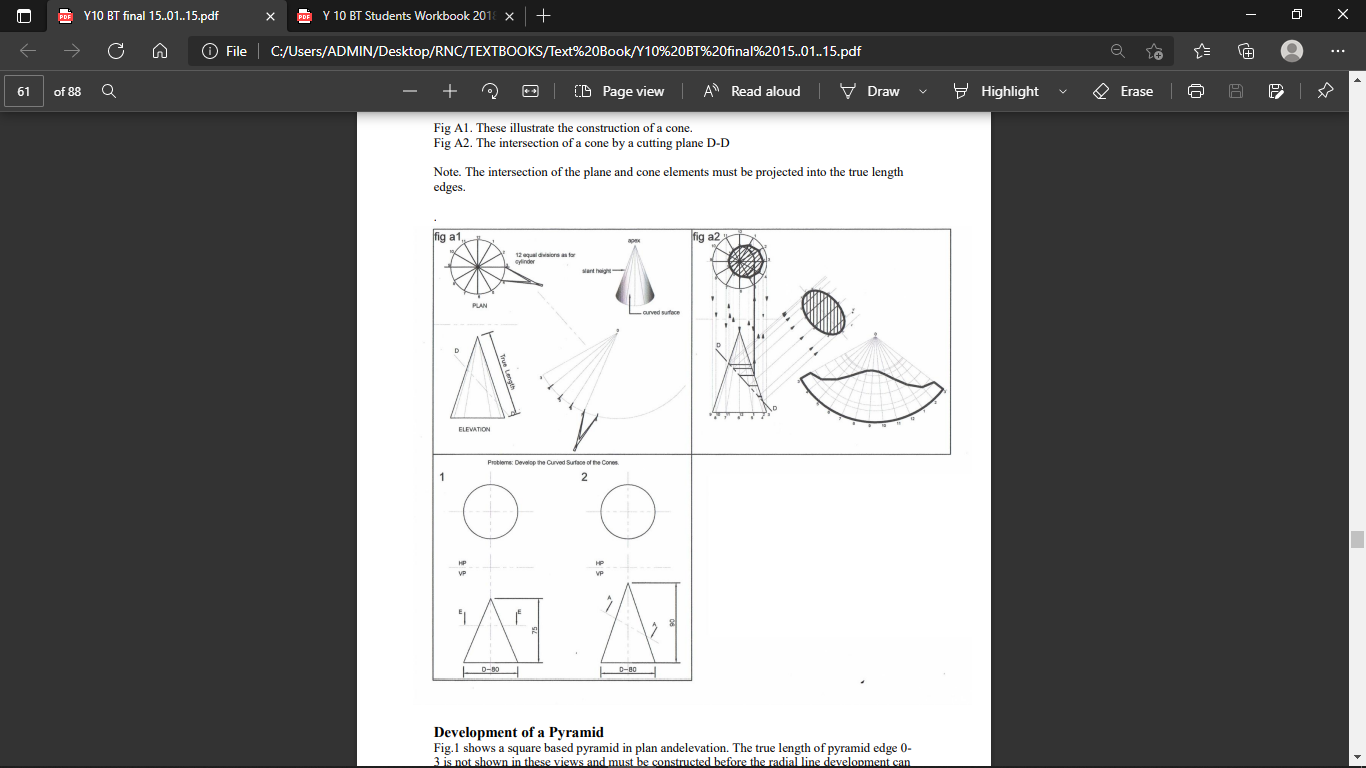 Y10 BT final 15..01..15.pdf
Y 10 BT Students Workbook 2018
File
C:/Users/ADMIN/Desktop/RNC/TEXTBOOKS/Text%20Book/Y10%20BT%20final%2015..01..15.pdf
61 of 88
Page view
Read aloud
Draw
Highlight
Erase
Fig A1. These illustrate the construction of a cone.
Fig A2. The intersection of a cone by a cutting plane D-D
Note. The intersection of the plane and cone elements must be projected into the true length
edges.
fig a1
12 equal divisions as for
cylinder
PLAN
apex
slant height
curved surface
D
True Length
ELEVATION
fig a2
D
D
Problems: Develop the Curved Surface of the Cones.
1
2
HP
VP
HP
VP
E
E
75
D-80
A
A
90
D-80
Development of a Pyramid
Fig.1 shows a square based pyramid in plan andelevation. The true length of pyramid edge 0-
3 is not shown in these views and must be constructed before the radial line development can